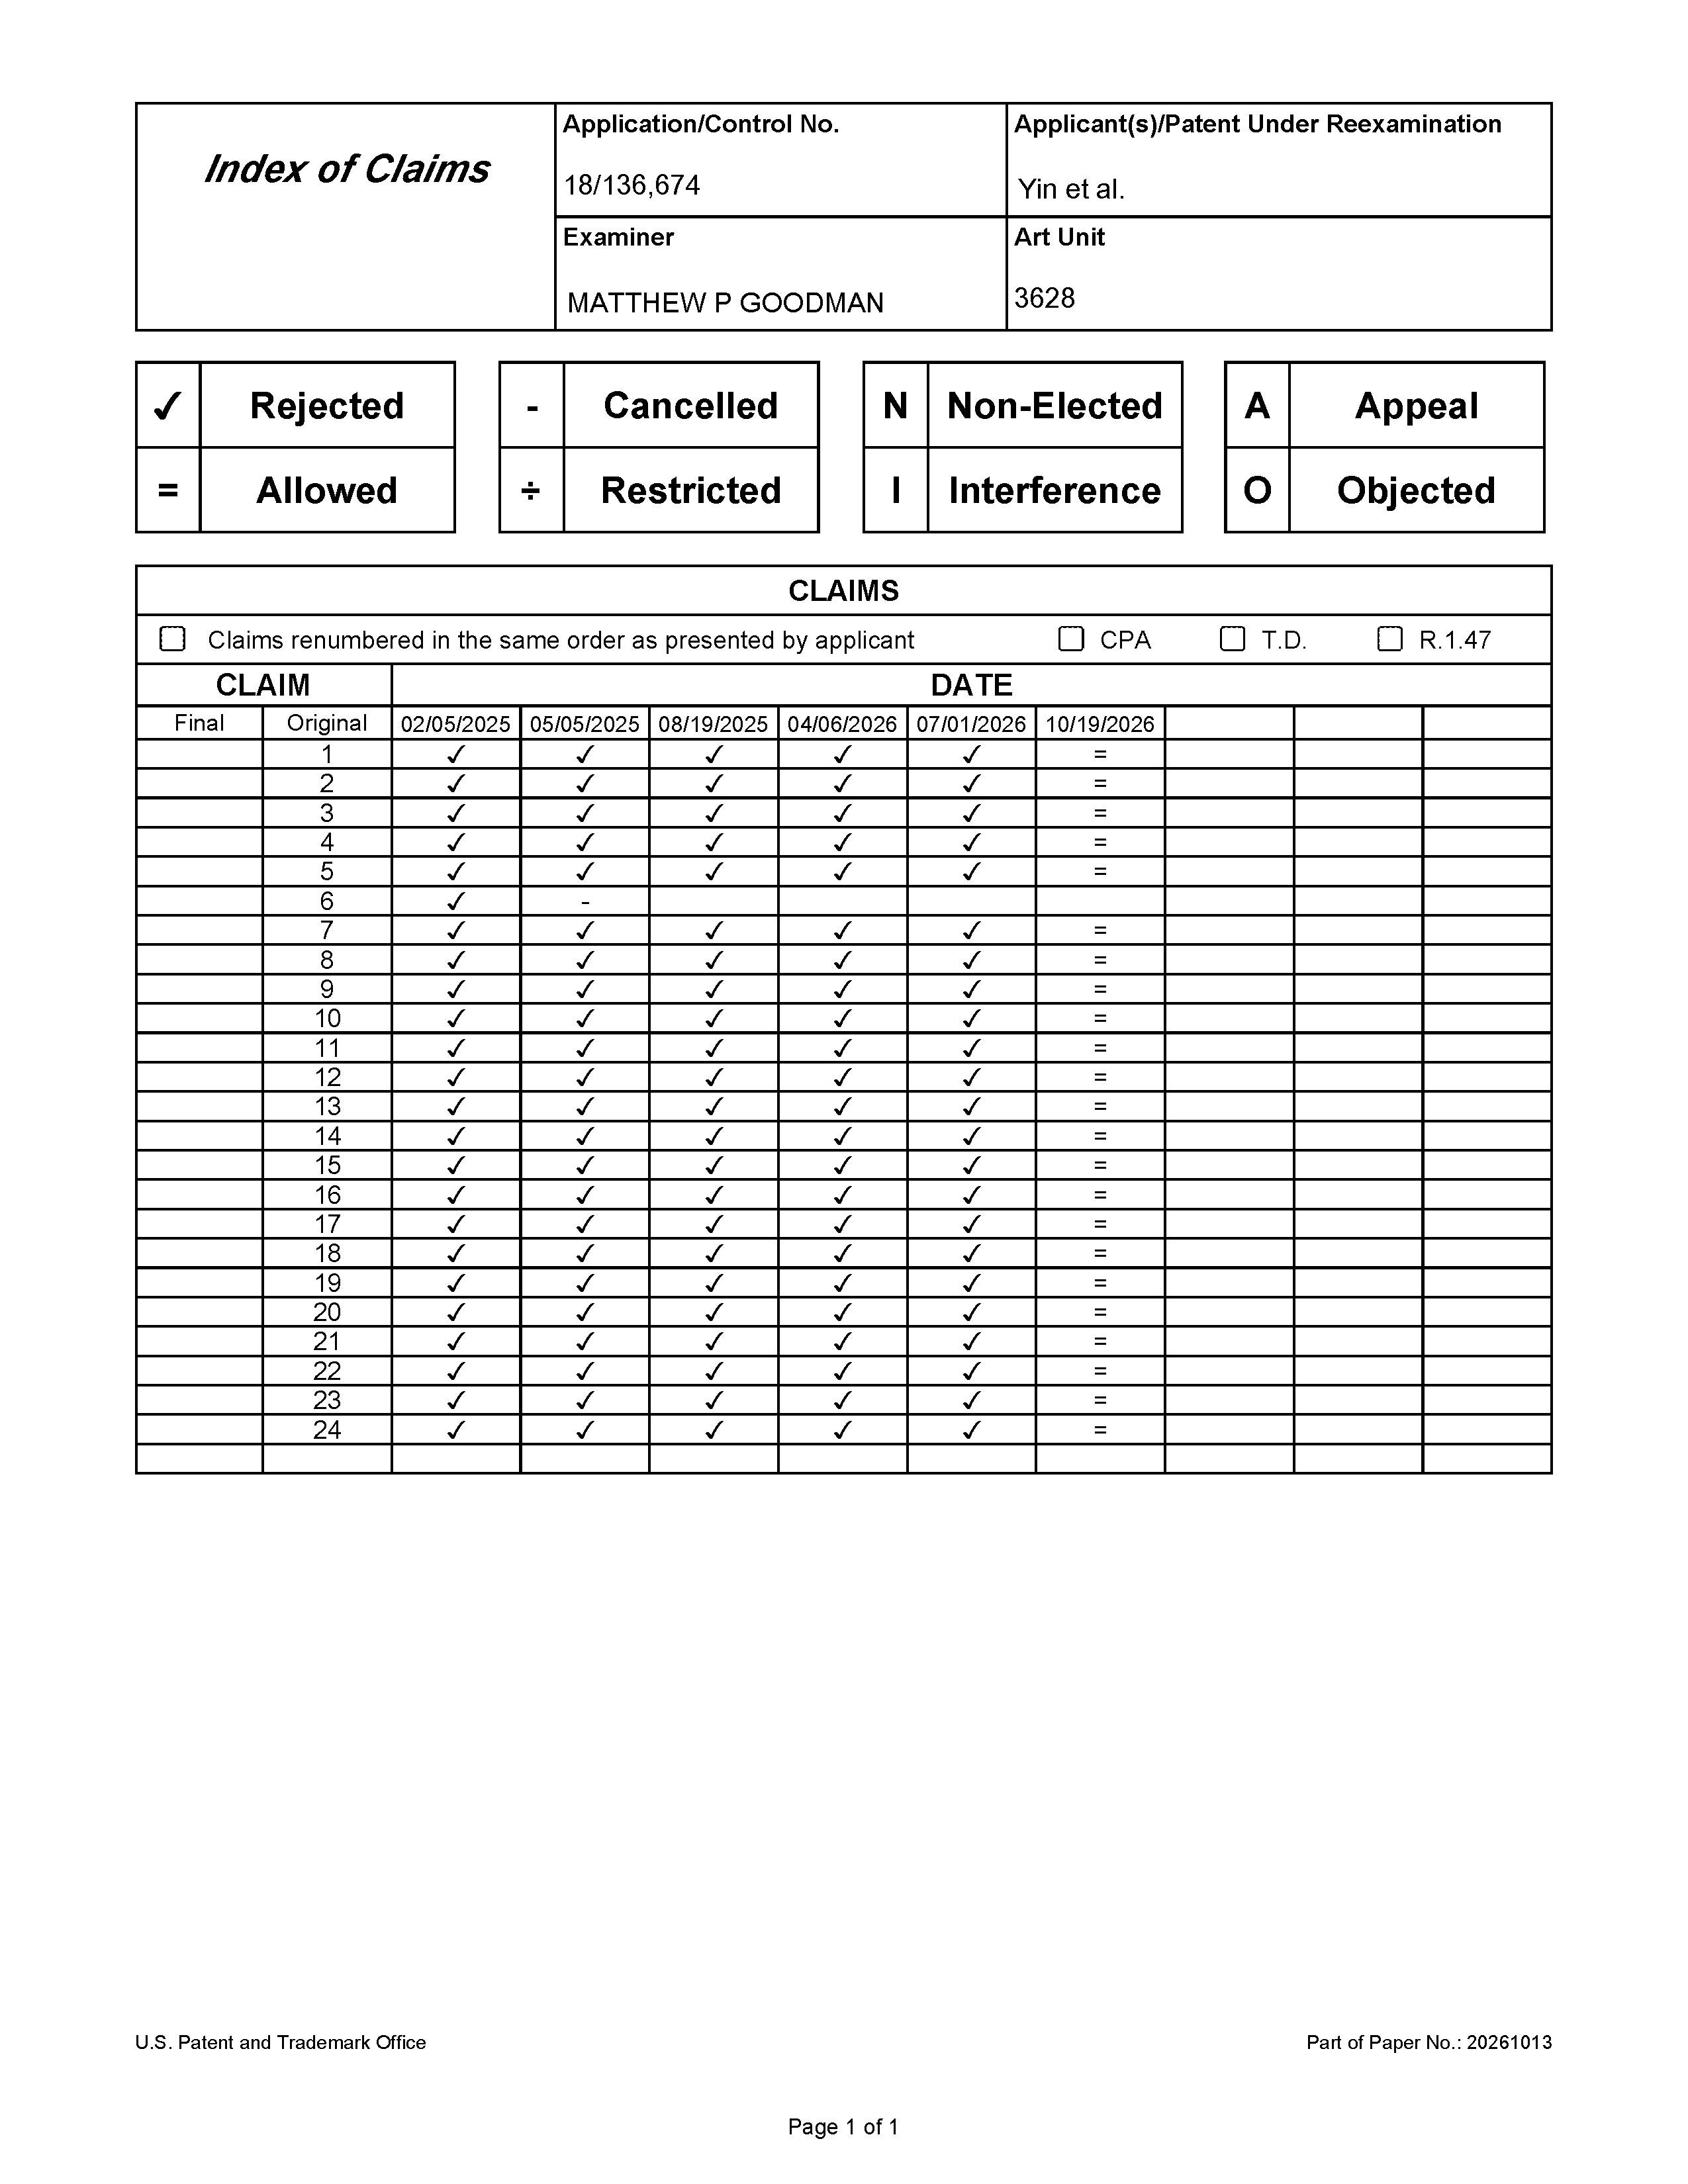 Index of Claims
Application/Control No.
18/136,674
Applicant(s)/Patent Under Reexamination
Yin et al.
Examiner
MATTHEW P GOODMAN
Art Unit
3628
✓ Rejected - Cancelled N Non-Elected A Appeal
= Allowed ÷ Restricted I Interference O Objected
CLAIMS
☐ Claims renumbered in the same order as presented by applicant ☐ CPA ☐ T.D. ☐ R.1.47
CLAIM DATE
Final Original 02/05/2025 05/05/2025 08/19/2025 04/06/2026 07/01/2026 10/19/2026
1 ✓ ✓ ✓ ✓ ✓ =
2 ✓ ✓ ✓ ✓ ✓ =
3 ✓ ✓ ✓ ✓ ✓ =
4 ✓ ✓ ✓ ✓ ✓ =
5 ✓ ✓ ✓ ✓ ✓ =
6 ✓ -
7 ✓ ✓ ✓ ✓ ✓ =
8 ✓ ✓ ✓ ✓ ✓ =
9 ✓ ✓ ✓ ✓ ✓ =
10 ✓ ✓ ✓ ✓ ✓ =
11 ✓ ✓ ✓ ✓ ✓ =
12 ✓ ✓ ✓ ✓ ✓ =
13 ✓ ✓ ✓ ✓ ✓ =
14 ✓ ✓ ✓ ✓ ✓ =
15 ✓ ✓ ✓ ✓ ✓ =
16 ✓ ✓ ✓ ✓ ✓ =
17 ✓ ✓ ✓ ✓ ✓ =
18 ✓ ✓ ✓ ✓ ✓ =
19 ✓ ✓ ✓ ✓ ✓ =
20 ✓ ✓ ✓ ✓ ✓ =
21 ✓ ✓ ✓ ✓ ✓ =
22 ✓ ✓ ✓ ✓ ✓ =
23 ✓ ✓ ✓ ✓ ✓ =
24 ✓ ✓ ✓ ✓ ✓ =
U.S. Patent and Trademark Office Part of Paper No.: 20261013
Page 1 of 1